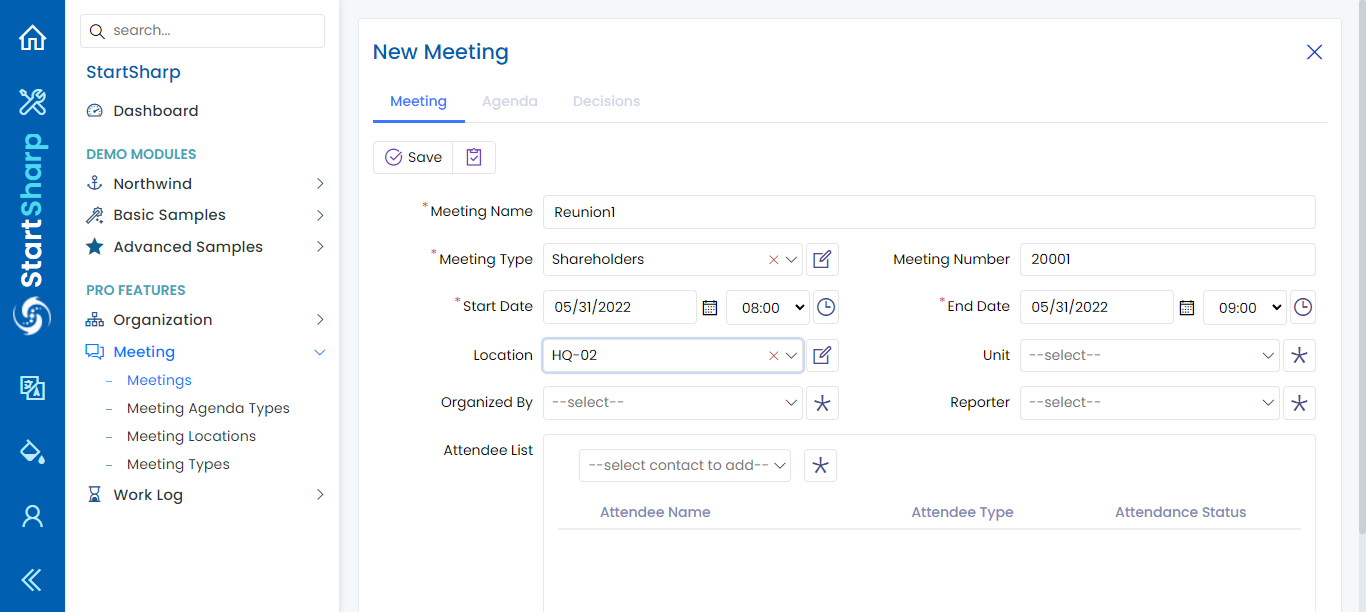 StartSharp
search...
StartSharp
Dashboard
DEMO MODULES
Northwind
Basic Samples
Advanced Samples
PRO FEATURES
Organization
Meeting
Meetings
Meeting Agenda Types
Meeting Locations
Meeting Types
Work Log
New Meeting
Meeting Agenda Decisions
Save
*Meeting Name Reunion1
*Meeting Type Shareholders Meeting Number 20001
*Start Date 05/31/2022 08:00 *End Date 05/31/2022 09:00
Location HQ-02 Unit --select--
Organized By --select-- Reporter --select--
Attendee List
--select contact to add--
Attendee Name Attendee Type Attendance Status